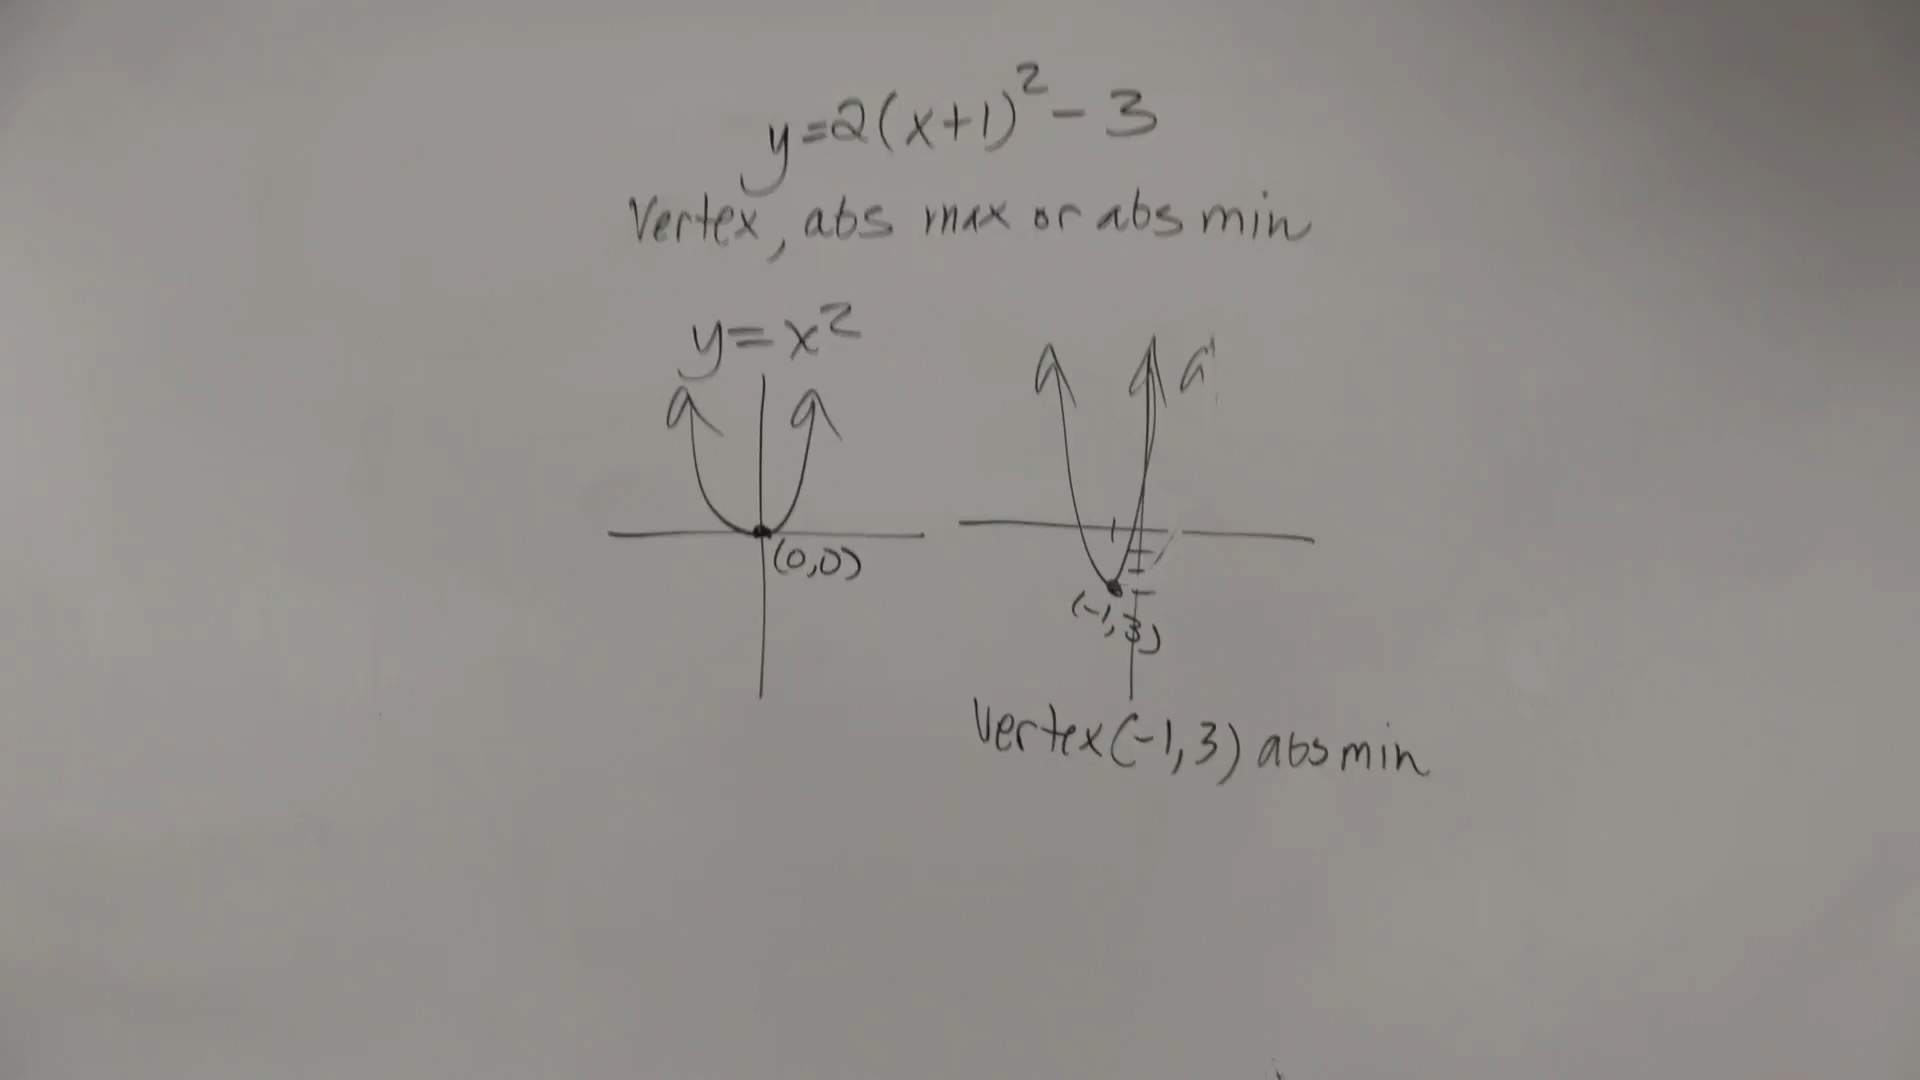 y=2(x+1)²-3
Vertex, abs max or abs min
y=x²
(0,0)
(-1,3)
Vertex(-1,3) abs min